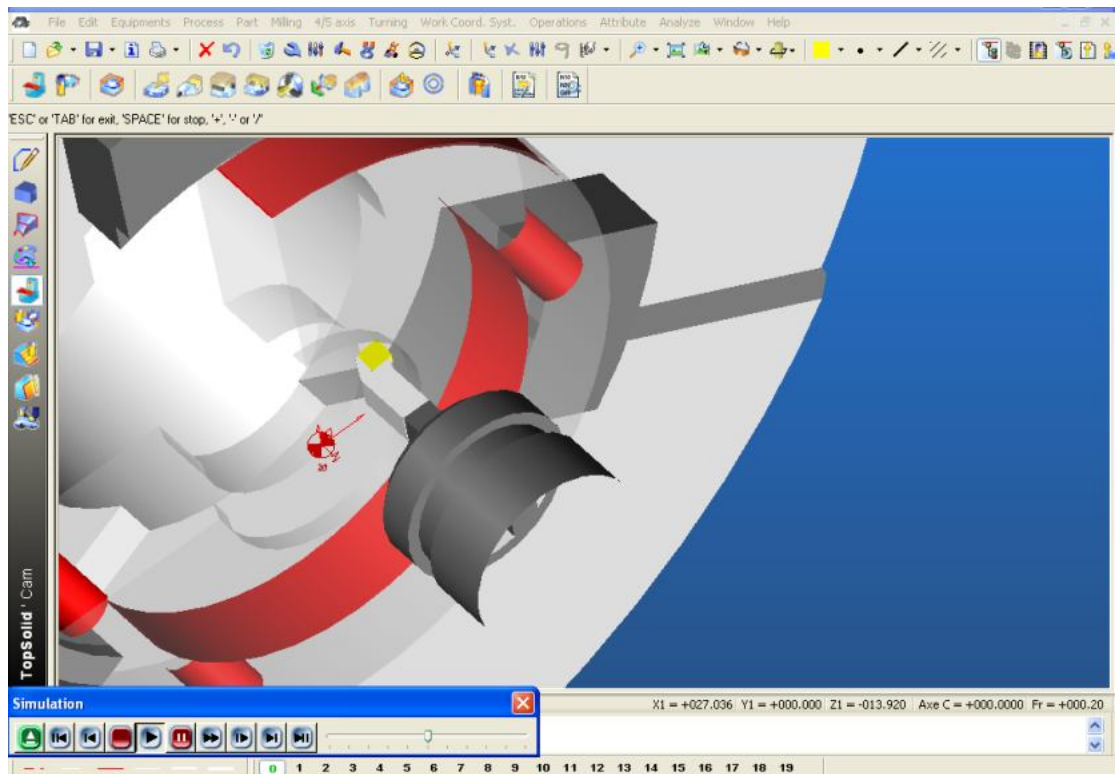 File Edit Equipments Process Part Milling 4/5 axis Turning Work Coord. Syst. Operations Attribute Analyze Window Help
'ESC' or 'TAB' for exit, 'SPACE' for stop, '+', '-' or '/'
TopSolid'Cam
Simulation
X1 = +027.036 Y1 = +000.000 Z1 = -013.920 Axe C = +000.0000 Fr = +000.20
0 1 2 3 4 5 6 7 8 9 10 11 12 13 14 15 16 17 18 19